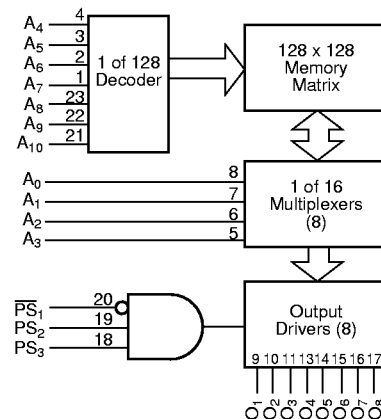 A4 4
A5 3
A6 2
A7 1
A8 23
A9 22
A10 21
1 of 128
Decoder
128 x 128
Memory
Matrix
A0 8
A1 7
A2 6
A3 5
1 of 16
Multiplexers
(8)
PS1 20
PS2 19
PS3 18
Output
Drivers (8)
9 10 11 13 14 15 16 17
O1 O2 O3 O4 O5 O6 O7 O8